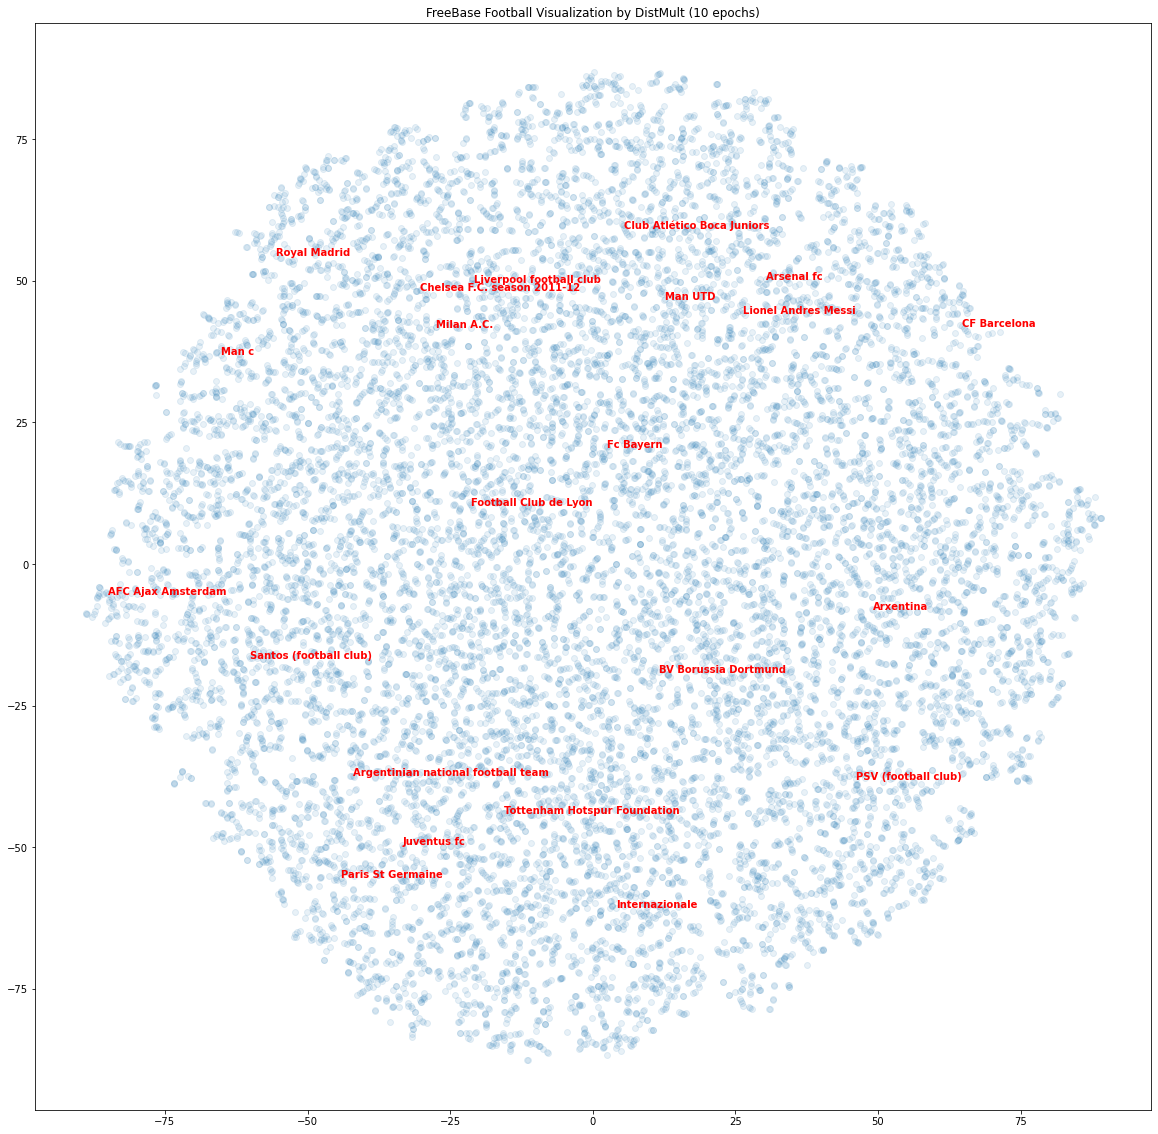 FreeBase Football Visualization by DistMult (10 epochs)
75
50
25
0
−25
−50
−75
Club Atlético Boca Juniors
Royal Madrid
Arsenal fc
Liverpool football club
Chelsea F.C. season 2011-12
Man UTD
Lionel Andres Messi
Milan A.C.
CF Barcelona
Man c
Fc Bayern
Football Club de Lyon
AFC Ajax Amsterdam
Arxentina
Santos (football club)
BV Borussia Dortmund
Argentinian national football team
PSV (football club)
Tottenham Hotspur Foundation
Juventus fc
Paris St Germaine
Internazionale
−75
−50
−25
0
25
50
75